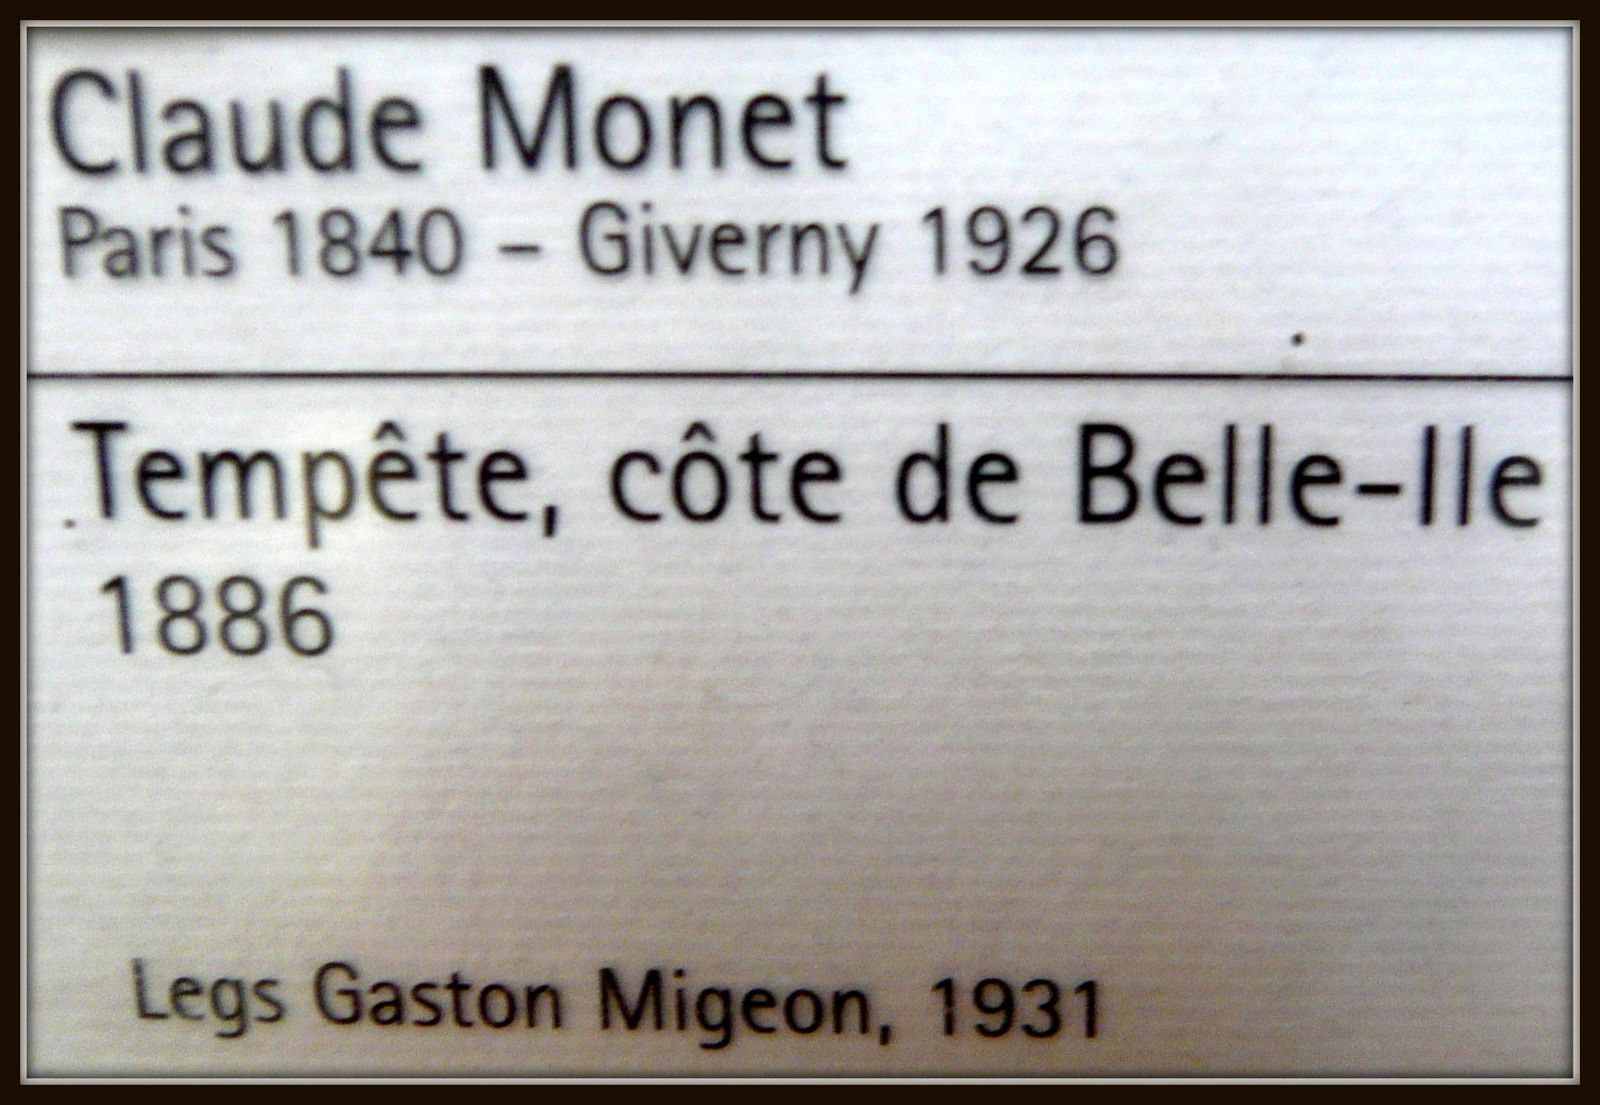 Claude Monet
Paris 1840 – Giverny 1926
Tempête, côte de Belle-Ile
1886
Legs Gaston Migeon, 1931